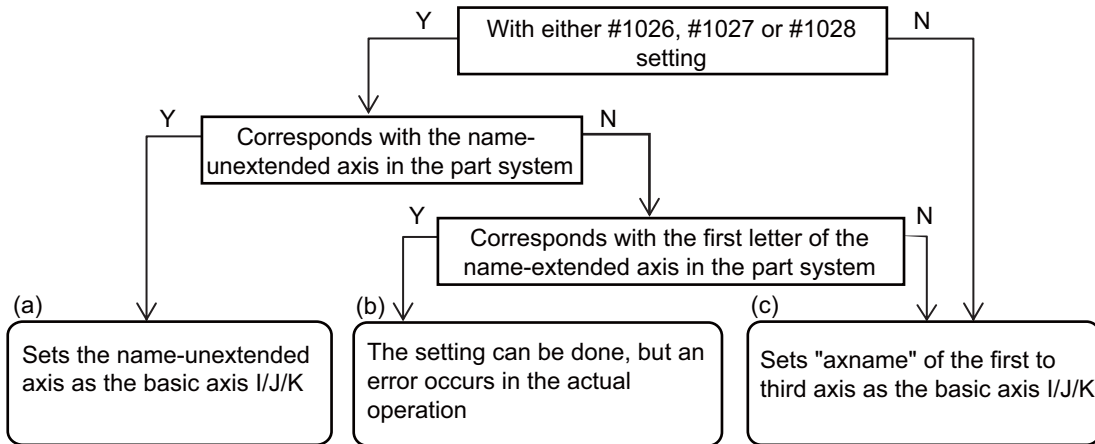 Y
With either #1026, #1027 or #1028
setting
N
Y
Corresponds with the name-
unextended axis in the part system
N
Y
Corresponds with the first letter of the
name-extended axis in the part system
N
(a)
Sets the name-unextended
axis as the basic axis I/J/K
(b)
The setting can be done, but an
error occurs in the actual
operation
(c)
Sets "axname" of the first to
third axis as the basic axis I/J/K